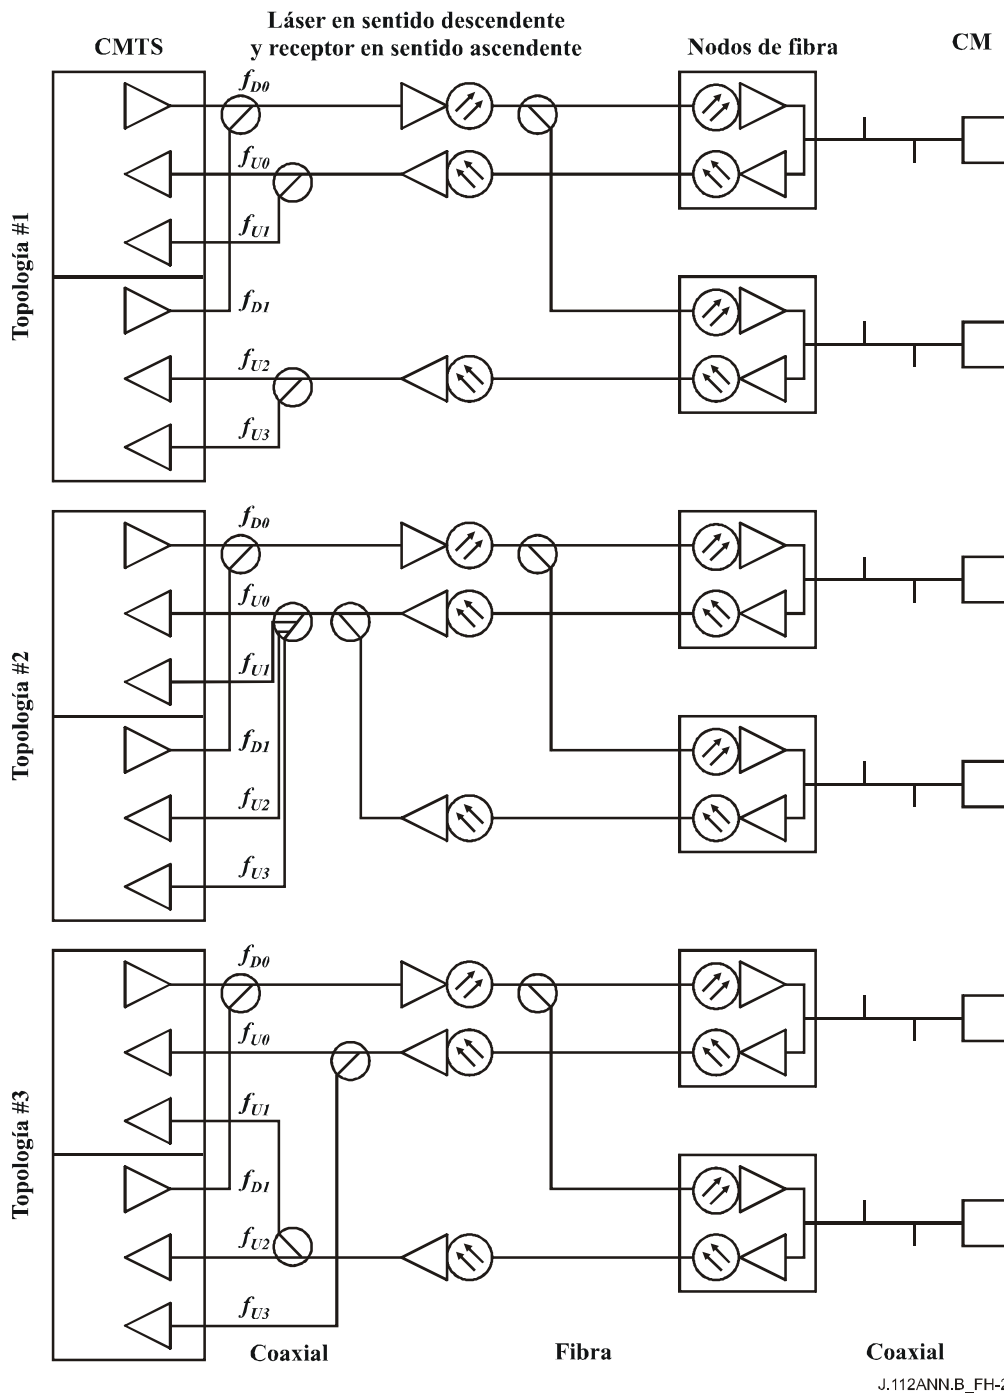 Láser en sentido descendente
y receptor en sentido ascendente
CMTS
Nodos de fibra
CM
Topología #1
fD0
fU0
fU1
fD1
fU2
fU3
Topología #2
fD0
fU0
fU1
fD1
fU2
fU3
Topología #3
fD0
fU0
fU1
fD1
fU2
fU3
Coaxial
Fibra
Coaxial